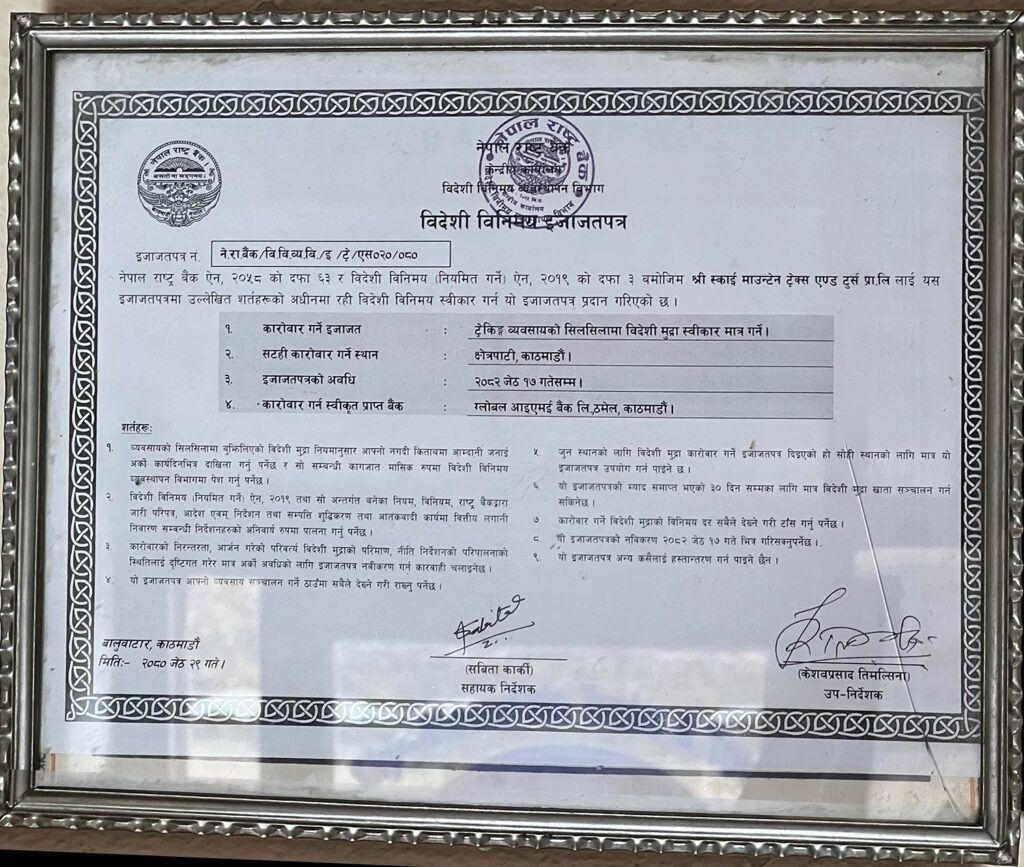 नेपाल राष्ट्र बैंक
केन्द्रीय कार्यालय
विदेशी विनिमय व्यवस्थापन विभाग
विदेशी विनिमय इजाजतपत्र
नेपाल राष्ट्र बैंक
इजाजतपत्र नं. ने.रा.बैंक/वि.वि.व्य.वि./इ /ट्रे/एस०२०/०८०
नेपाल राष्ट्र बैंक ऐन, २०५८ को दफा ६३ र विदेशी विनिमय (नियमित गर्ने) ऐन, २०१९ को दफा ३ बमोजिम श्री स्काई माउन्टेन ट्रेक्स एण्ड टुर्स प्रा.लि लाई यस
इजाजतपत्रमा उल्लेखित शर्तहरूको अधीनमा रही विदेशी विनिमय स्वीकार गर्न यो इजाजतपत्र प्रदान गरिएको छ ।
१. कारोवार गर्ने इजाजत : ट्रेकिङ्ग व्यवसायको सिलसिलामा विदेशी मुद्रा स्वीकार मात्र गर्ने।
२. सटही कारोवार गर्ने स्थान : क्षेत्रपाटी, काठमाडौं।
३. इजाजतपत्रको अवधि : २०८२ जेठ १७ गतेसम्म।
४. कारोवार गर्न स्वीकृत प्राप्त बैंक : ग्लोबल आइएमई बैंक लि.,ठमेल, काठमाडौं।
शर्तहरू:
१. व्यवसायको सिलसिलामा बुझिलिएको विदेशी मुद्रा नियमानुसार आफ्नो नगदी कितावमा आम्दानी जनाई
अर्को कार्यदिनभित्र दाखिला गर्नु पर्नेछ र सो सम्बन्धी कागजात मासिक रुपमा विदेशी विनिमय
व्यवस्थापन विभागमा पेश गर्नु पर्नेछ।
२. विदेशी विनिमय (नियमित गर्ने) ऐन, २०१९ तथा सो अन्तर्गत बनेका नियम, विनियम, राष्ट्र बैंकद्वारा
जारी परिपत्र, आदेश एवम् निर्देशन तथा सम्पति शुद्धिकरण तथा आतंकवादी कार्यमा वित्तीय लगानी
निवारण सम्बन्धी निर्देशनहरुको अनिवार्य रुपमा पालना गर्नु पर्नेछ।
३. कारोवारको निरन्तरता, आर्जन गरेको परिवर्त्य विदेशी मुद्राको परिमाण, नीति निर्देशनको परिपालनाको
स्थितिलाई दृष्टिगत गरेर मात्र अर्को अवधिको लागि इजाजतपत्र नवीकरण गर्न कारबाही चलाइनेछ ।
४. यो इजाजतपत्र आफ्नो व्यवसाय सञ्चालन गर्ने ठाउँमा सबैले देख्ने गरी राख्नु पर्नेछ ।
५. जुन स्थानको लागि विदेशी मुद्रा कारोवार गर्ने इजाजतपत्र दिइएको हो सोही स्थानको लागि मात्र यो
इजाजतपत्र उपयोग गर्न पाइने छ ।
६. यो इजाजतपत्रको म्याद समाप्त भएको ३० दिन सम्मका लागि मात्र विदेशी मुद्रा खाता सञ्चालन गर्न
सकिनेछ ।
७. कारोवार गर्ने विदेशी मुद्राको विनिमय दर सबैले देख्ने गरी टाँस गर्नु पर्नेछ ।
८. यो इजाजतपत्रको नविकरण २०८२ जेठ १७ गते भित्र गरिसक्नुपर्नेछ ।
९. यो इजाजतपत्र अन्य कसैलाई हस्तान्तरण गर्न पाइने छैन ।
बालुवाटार, काठमाडौं
मिति:- २०८० जेठ २९ गते।
(सबिता कार्की)
सहायक निर्देशक
(केशवप्रसाद तिमल्सिना)
उप-निर्देशक